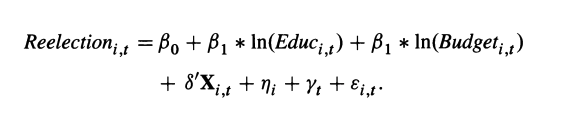 Reelection_{i,t} = β_0 + β_1 * ln(Educ_{i,t}) + β_1 * ln(Budget_{i,t})
+ δ′X_{i,t} + η_i + γ_t + ε_{i,t}.